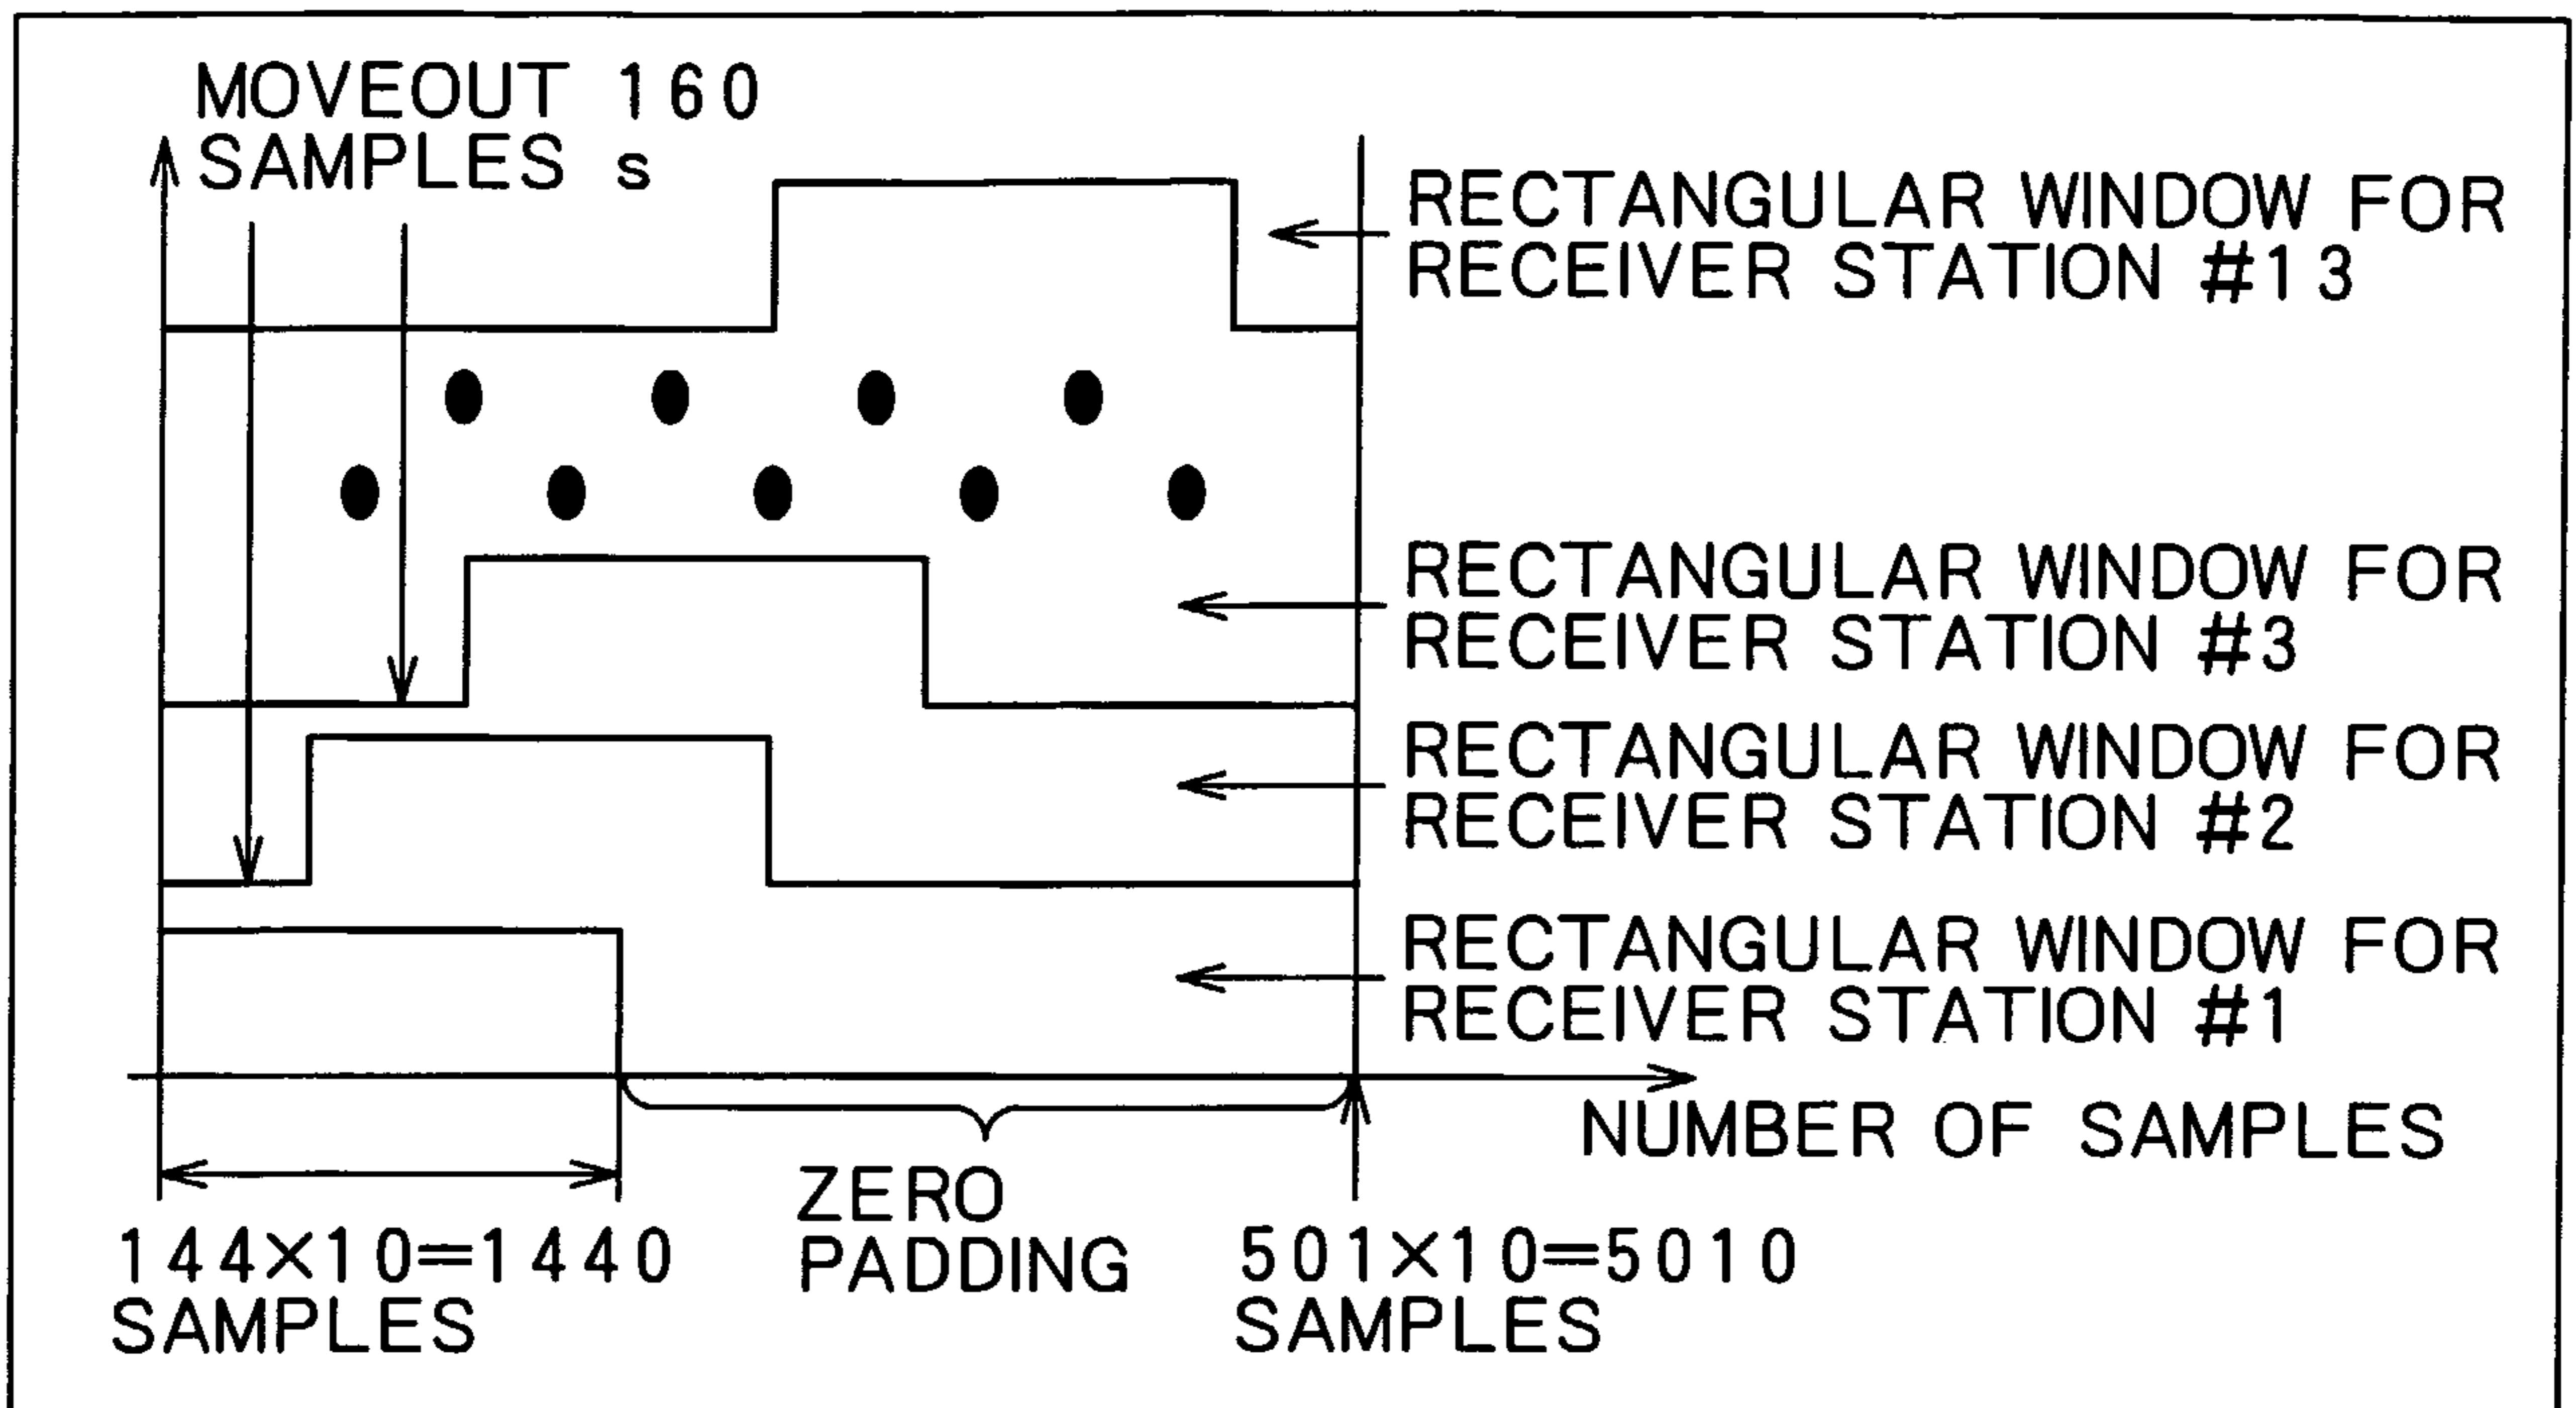 MOVEOUT 160
SAMPLES s
RECTANGULAR WINDOW FOR
RECEIVER STATION #13
RECTANGULAR WINDOW FOR
RECEIVER STATION #3
RECTANGULAR WINDOW FOR
RECEIVER STATION #2
RECTANGULAR WINDOW FOR
RECEIVER STATION #1
NUMBER OF SAMPLES
ZERO
PADDING
144×10=1440
SAMPLES
501×10=5010
SAMPLES